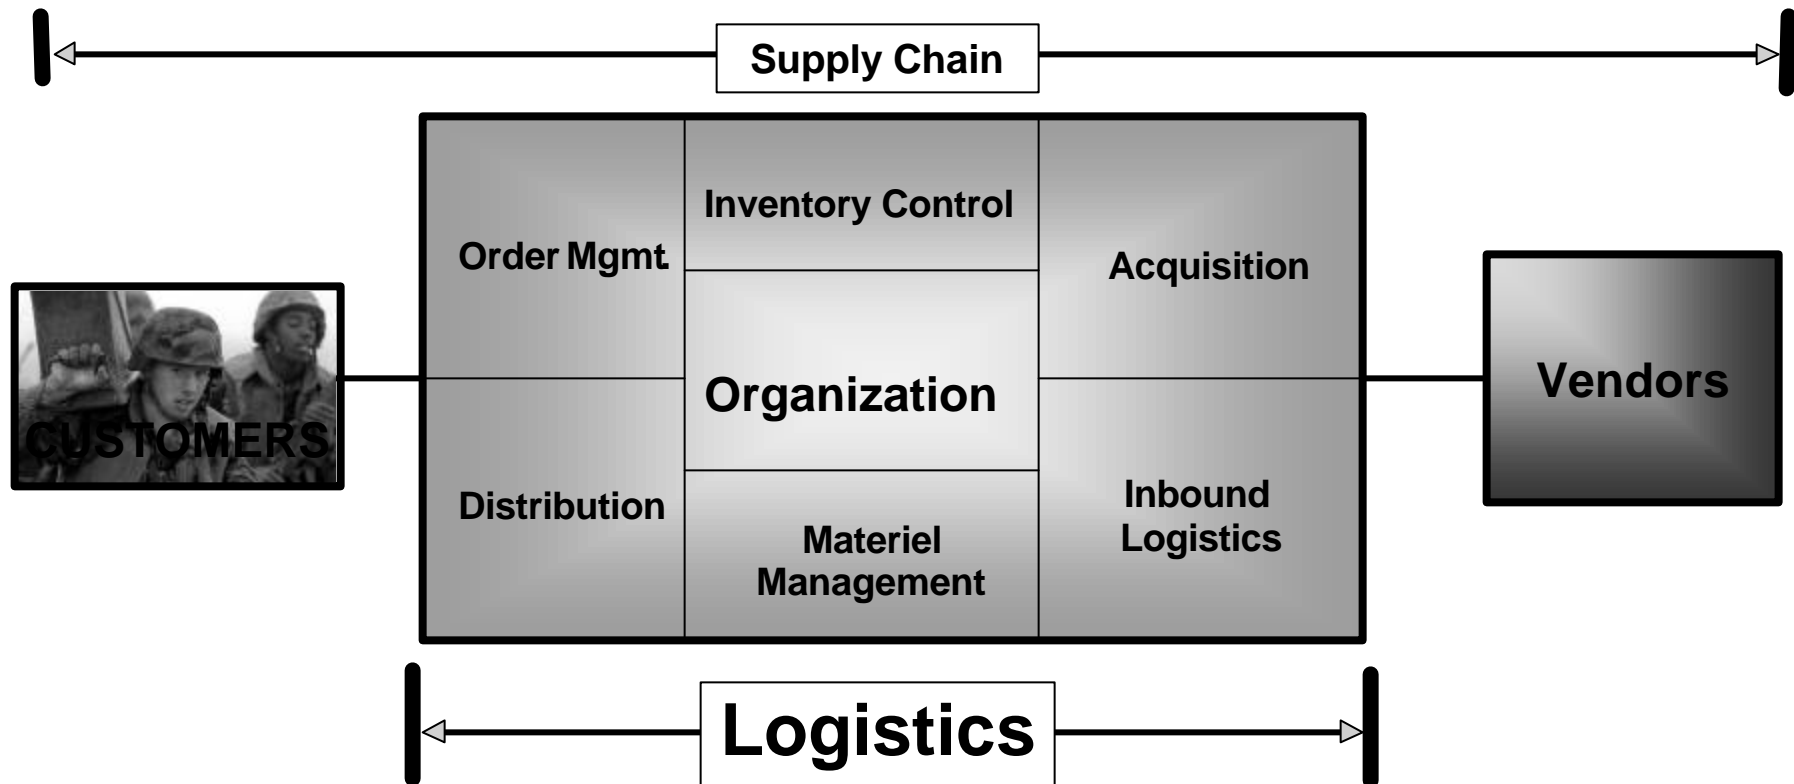 Supply Chain
Inventory Control
Order Mgmt.
Acquisition
Organization
Vendors
CUSTOMERS
Distribution
Inbound
Logistics
Materiel
Management
Logistics